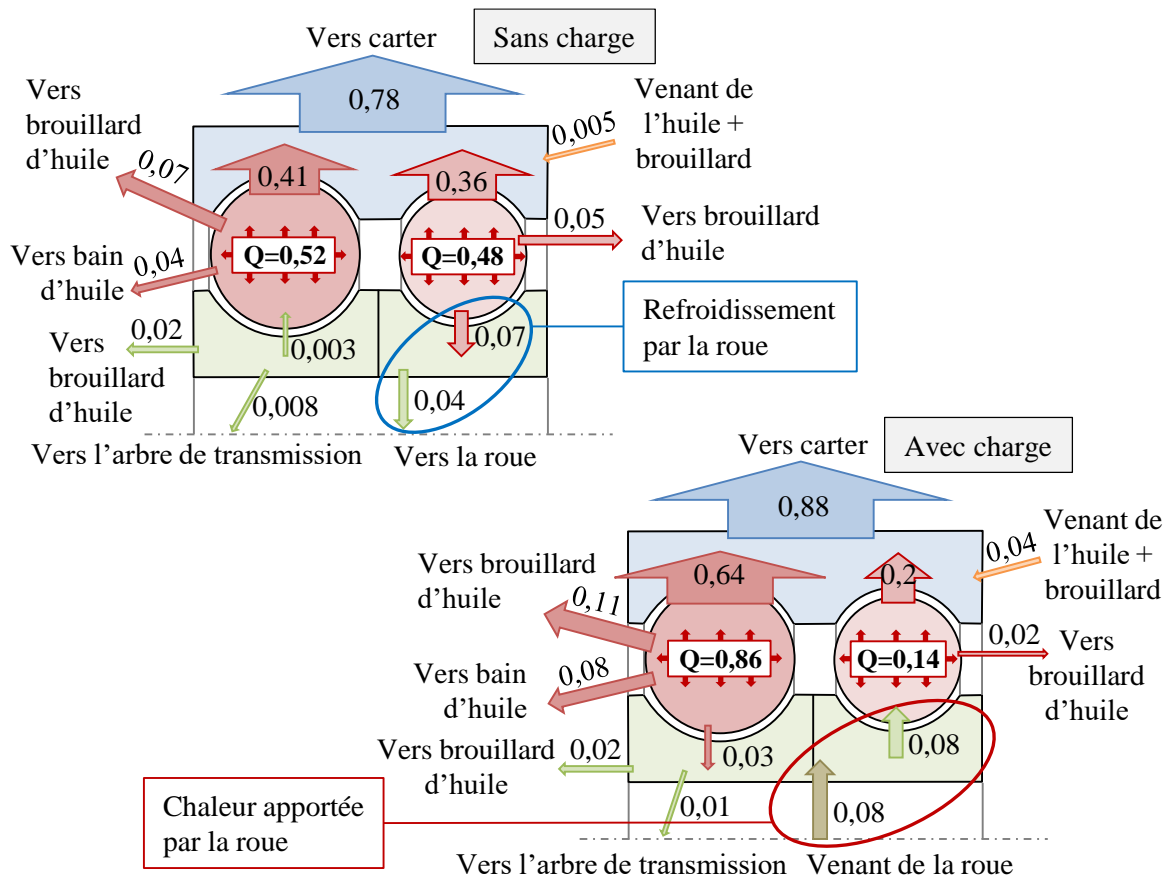 Vers carter
Sans charge
0,78
Vers
brouillard
d’huile
0,07
Venant de
l’huile +
brouillard
0,005
0,41
0,36
0,05
Vers brouillard
d’huile
Vers bain
d’huile
0,04
Q=0,52
Q=0,48
Refroidissement
par la roue
0,02
Vers
brouillard
d’huile
0,003
0,07
0,008
0,04
Vers l’arbre de transmission
Vers la roue
Vers carter
Avec charge
0,88
Venant de
l’huile +
brouillard
0,04
Vers brouillard
d’huile
0,11
0,64
0,2
0,02
Vers
brouillard
d’huile
Vers bain
d’huile
0,08
Q=0,86
Q=0,14
Vers brouillard
d’huile
0,02
0,03
0,08
Chaleur apportée
par la roue
0,01
0,08
Vers l’arbre de transmission
Venant de la roue